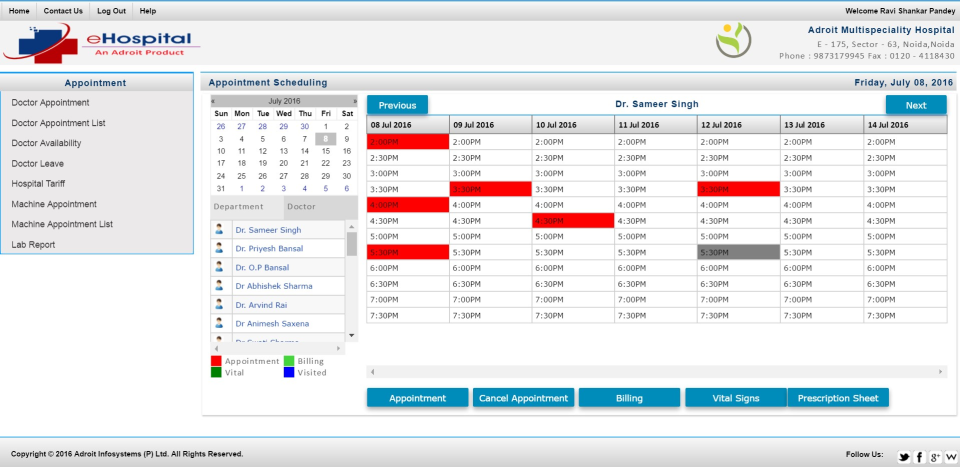 Home Contact Us Log Out Help Welcome Ravi Shankar Pandey
eHospital
An Adroit Product
Adroit Multispeciality Hospital
E - 175, Sector - 63, Noida,Noida
Phone : 9873179945 Fax : 0120 - 4118430
Appointment
Doctor Appointment
Doctor Appointment List
Doctor Availability
Doctor Leave
Hospital Tariff
Machine Appointment
Machine Appointment List
Lab Report
Appointment Scheduling Friday, July 08, 2016
« July 2016 »
Sun Mon Tue Wed Thu Fri Sat
26 27 28 29 30 1 2
3 4 5 6 7 8 9
10 11 12 13 14 15 16
17 18 19 20 21 22 23
24 25 26 27 28 29 30
31 1 2 3 4 5 6
Department Doctor
Dr. Sameer Singh
Dr. Priyesh Bansal
Dr. O.P Bansal
Dr Abhishek Sharma
Dr. Arvind Rai
Dr Animesh Saxena
Appointment Billing
Vital Visited
Previous Dr. Sameer Singh Next
08 Jul 2016 09 Jul 2016 10 Jul 2016 11 Jul 2016 12 Jul 2016 13 Jul 2016 14 Jul 2016
2:00PM 2:00PM 2:00PM 2:00PM 2:00PM 2:00PM 2:00PM
2:30PM 2:30PM 2:30PM 2:30PM 2:30PM 2:30PM 2:30PM
3:00PM 3:00PM 3:00PM 3:00PM 3:00PM 3:00PM 3:00PM
3:30PM 3:30PM 3:30PM 3:30PM 3:30PM 3:30PM 3:30PM
4:00PM 4:00PM 4:00PM 4:00PM 4:00PM 4:00PM 4:00PM
4:30PM 4:30PM 4:30PM 4:30PM 4:30PM 4:30PM 4:30PM
5:00PM 5:00PM 5:00PM 5:00PM 5:00PM 5:00PM 5:00PM
5:30PM 5:30PM 5:30PM 5:30PM 5:30PM 5:30PM 5:30PM
6:00PM 6:00PM 6:00PM 6:00PM 6:00PM 6:00PM 6:00PM
6:30PM 6:30PM 6:30PM 6:30PM 6:30PM 6:30PM 6:30PM
7:00PM 7:00PM 7:00PM 7:00PM 7:00PM 7:00PM 7:00PM
7:30PM 7:30PM 7:30PM 7:30PM 7:30PM 7:30PM 7:30PM
Appointment Cancel Appointment Billing Vital Signs Prescription Sheet
Copyright © 2016 Adroit Infosystems (P) Ltd. All Rights Reserved. Follow Us: